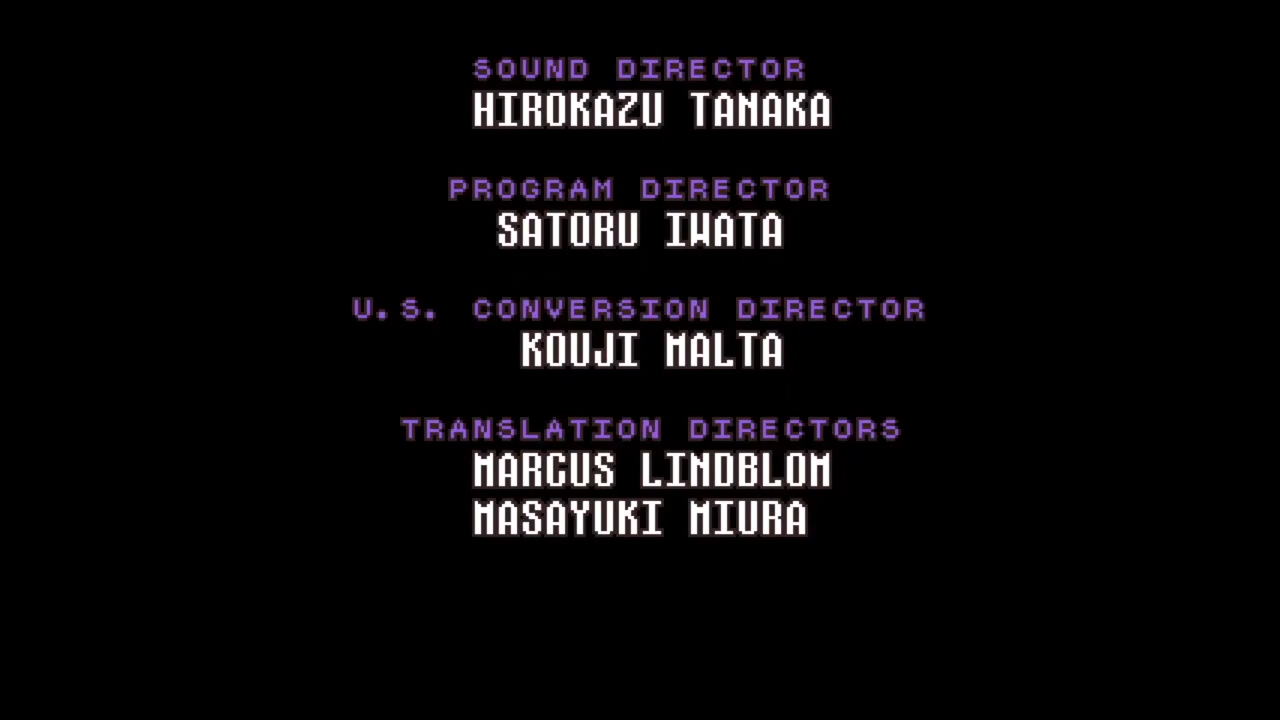 SOUND DIRECTOR
HIROKAZU TANAKA
PROGRAM DIRECTOR
SATORU IWATA
U.S. CONVERSION DIRECTOR
KOUJI MALTA
TRANSLATION DIRECTORS
MARCUS LINDBLOM
MASAYUKI MIURA